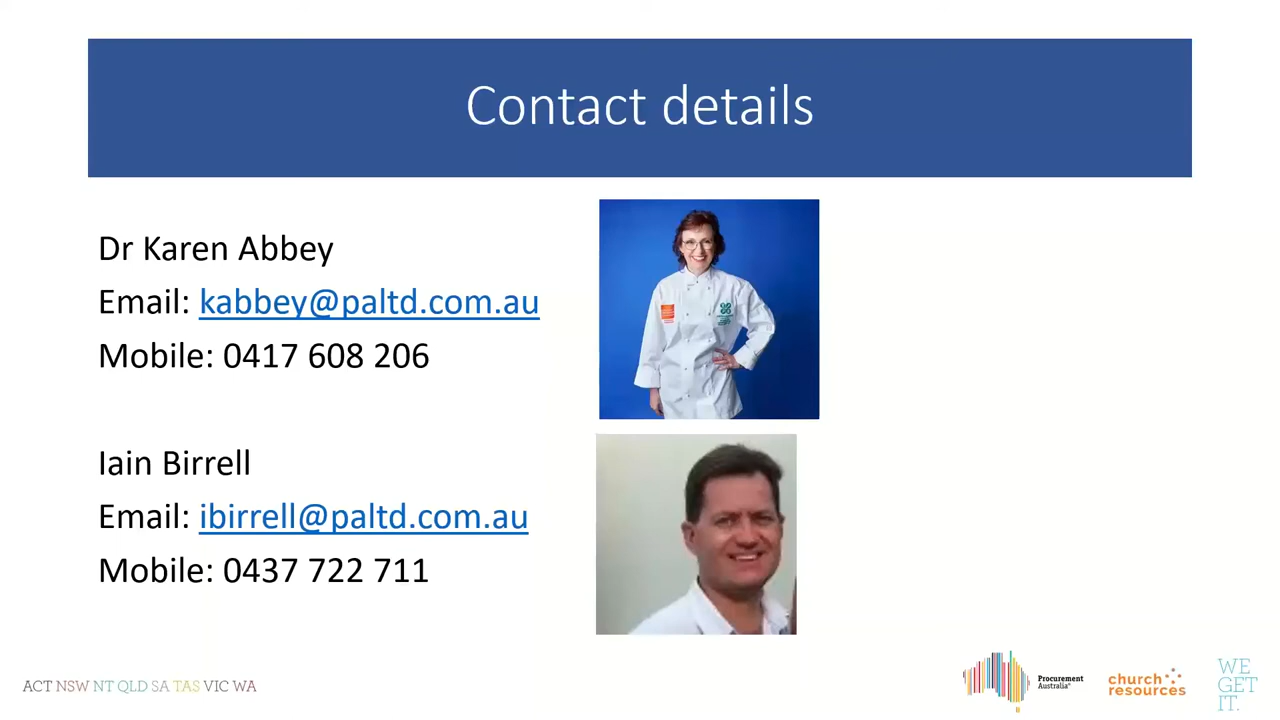 Contact details
Dr Karen Abbey
Email: kabbey@paltd.com.au
Mobile: 0417 608 206
Iain Birrell
Email: ibirrell@paltd.com.au
Mobile: 0437 722 711
ACT NSW NT QLD SA TAS VIC WA
Procurement
Australia®
church
resources
WE
GET
IT.